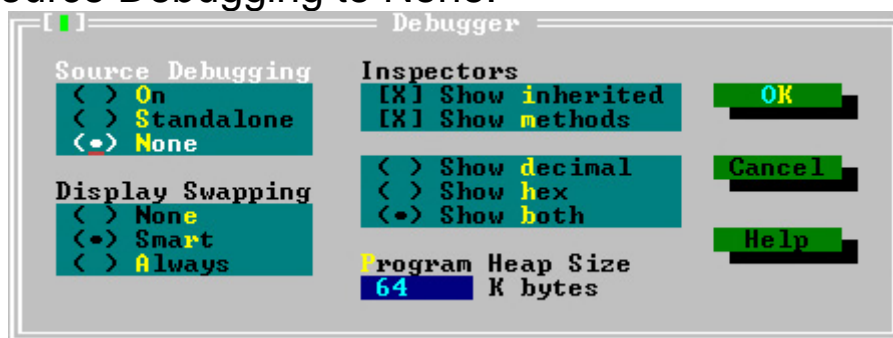 ource Debugging to None.
[ ] Debugger
Source Debugging
( ) On
( ) Standalone
(•) None
Display Swapping
( ) None
(•) Smart
( ) Always
Inspectors
[X] Show inherited
[X] Show methods
( ) Show decimal
( ) Show hex
(•) Show both
Program Heap Size
64 K bytes
OK
Cancel
Help